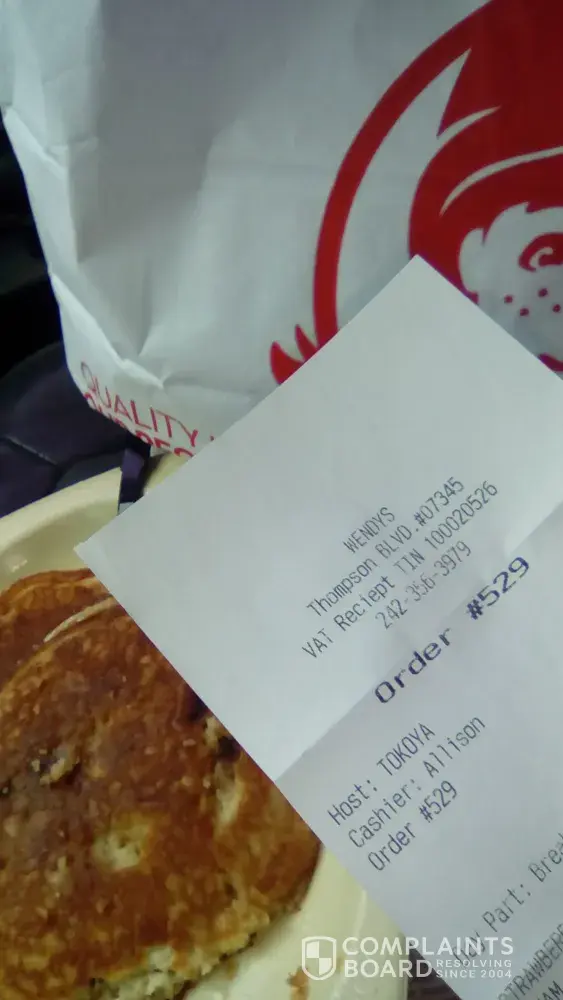 QUALITY
WENDYS
Thompson BLVD.#07345
VAT Reciept TIN 100020526
242-356-3979
Order #529
Host: TOKOYA
Cashier: Allison
Order #529
Part:
COMPLAINTS
BOARD RESOLVING
SINCE 2004